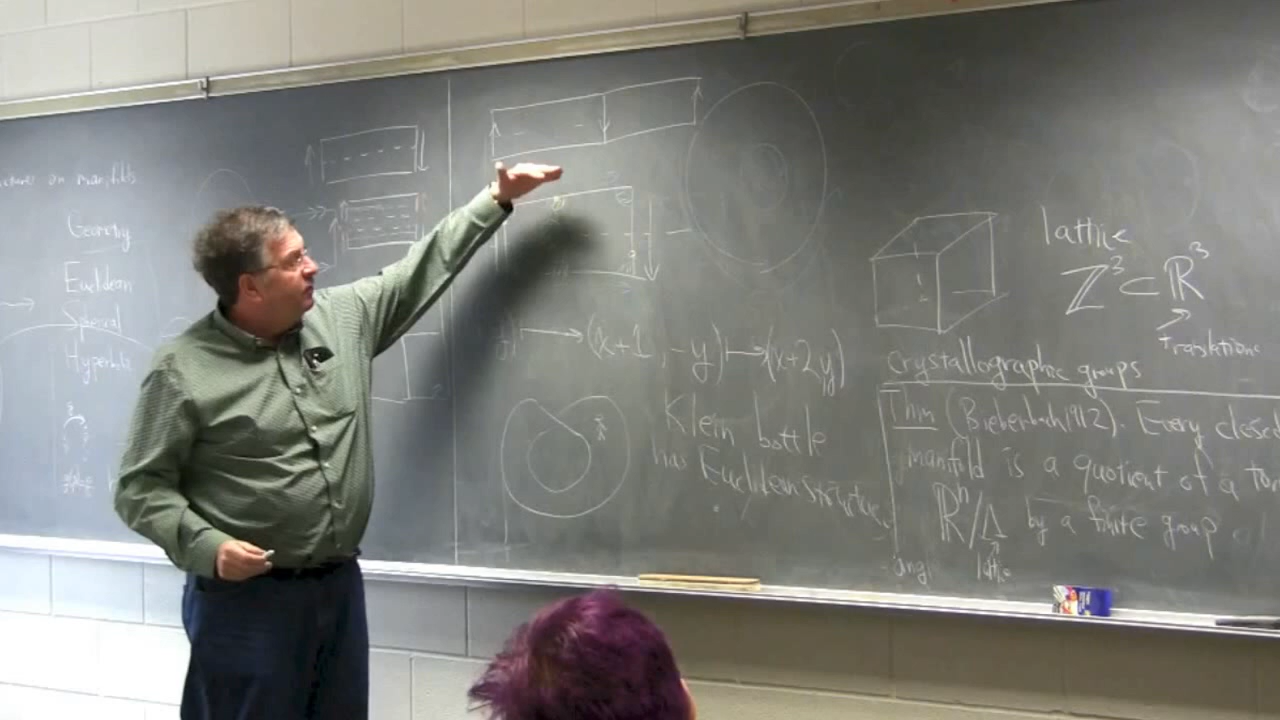 on manifolds
Geometry
Euclidean
Spherical
Hyperbolic
(x+1, -y) ↦ (x+2, y)
Klein bottle
has Euclidean structure.
lattice
Z³ ⊂ R³
translations
crystallographic groups
Thm (Bieberbach 1912). Every closed
manifold is a quotient of a
Rⁿ/Λ by a finite group
lattice